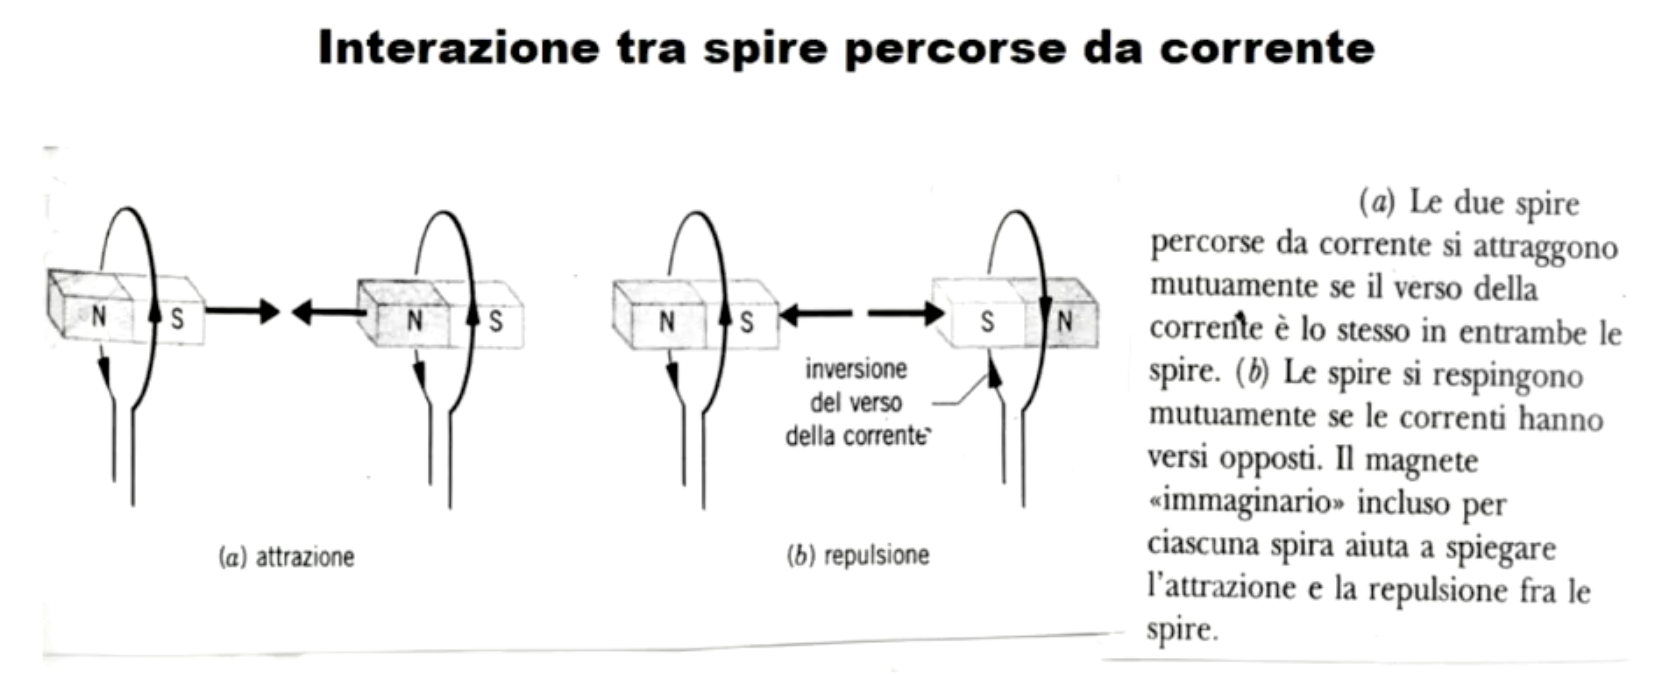 Interazione tra spire percorse da corrente
N S
N S
N S
S N
inversione
del verso
della corrente
(a) attrazione
(b) repulsione
(a) Le due spire
percorse da corrente si attraggono
mutuamente se il verso della
corrente è lo stesso in entrambe le
spire. (b) Le spire si respingono
mutuamente se le correnti hanno
versi opposti. Il magnete
«immaginario» incluso per
ciascuna spira aiuta a spiegare
l'attrazione e la repulsione fra le
spire.